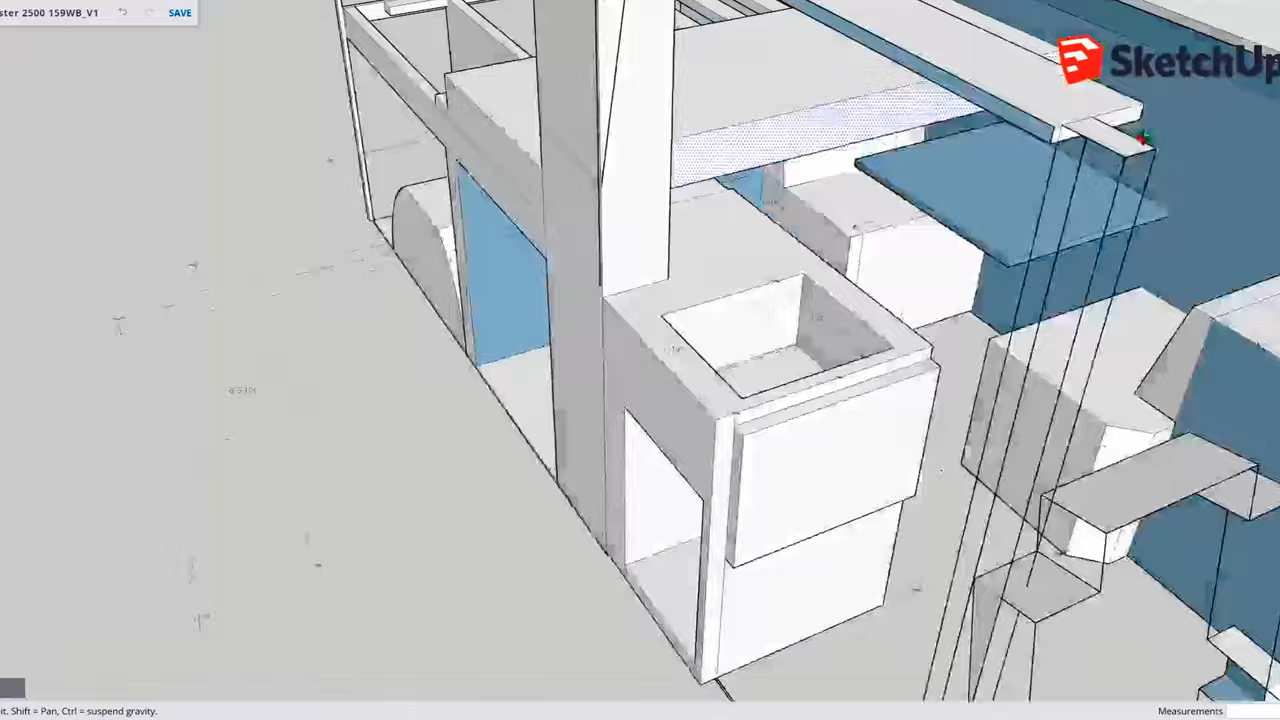 ster 2500 159WB_V1
SAVE
SketchUp
it. Shift = Pan, Ctrl = suspend gravity.
Measurements